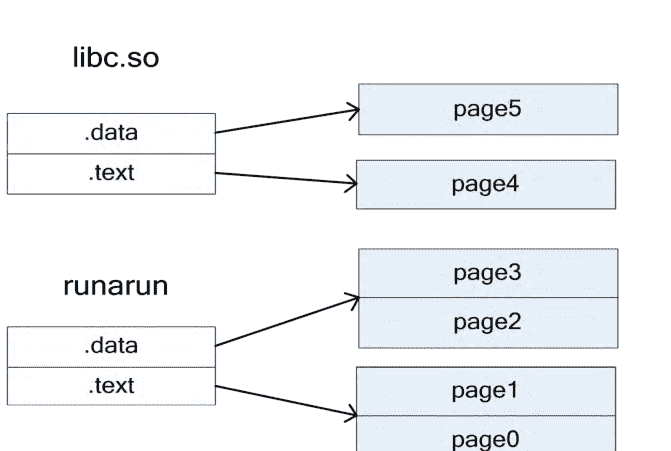 libc.so
.data
.text
page5
page4
runarun
.data
.text
page3
page2
page1
page0